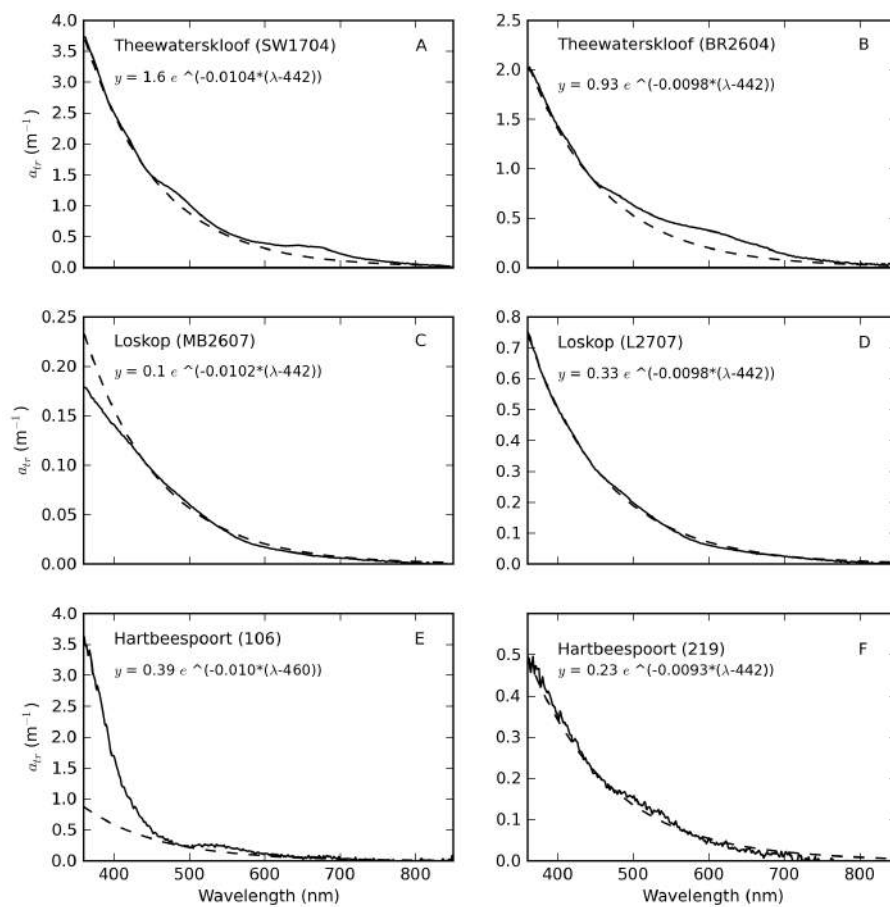 Theewaterskloof (SW1704) A
y = 1.6 e ^(-0.0104*(λ-442))
4.0
3.5
3.0
2.5
2.0
1.5
1.0
0.5
0.0
a_tr (m⁻¹)
Theewaterskloof (BR2604) B
y = 0.93 e ^(-0.0098*(λ-442))
2.5
2.0
1.5
1.0
0.5
0.0
Loskop (MB2607) C
y = 0.1 e ^(-0.0102*(λ-442))
0.25
0.20
0.15
0.10
0.05
0.00
a_tr (m⁻¹)
Loskop (L2707) D
y = 0.33 e ^(-0.0098*(λ-442))
0.8
0.7
0.6
0.5
0.4
0.3
0.2
0.1
0.0
Hartbeespoort (106) E
y = 0.39 e ^(-0.010*(λ-460))
4.0
3.5
3.0
2.5
2.0
1.5
1.0
0.5
0.0
a_tr (m⁻¹)
400 500 600 700 800
Wavelength (nm)
Hartbeespoort (219) F
y = 0.23 e ^(-0.0093*(λ-442))
0.5
0.4
0.3
0.2
0.1
0.0
400 500 600 700 800
Wavelength (nm)